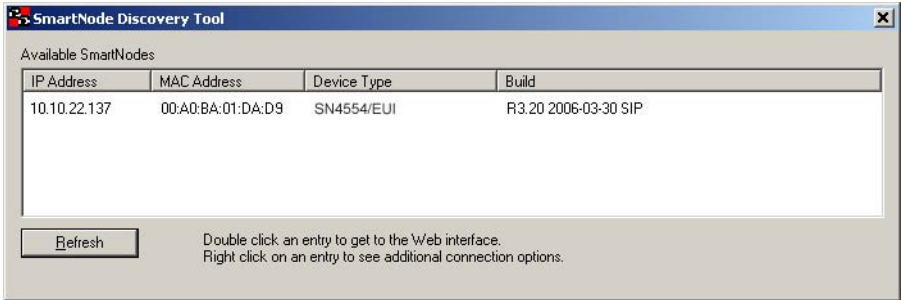 SmartNode Discovery Tool
Available SmartNodes
IP Address MAC Address Device Type Build
10.10.22.137 00:A0:BA:01:DA:D9 SN4554/EUI R3.20 2006-03-30 SIP
Refresh
Double click an entry to get to the Web interface.
Right click on an entry to see additional connection options.